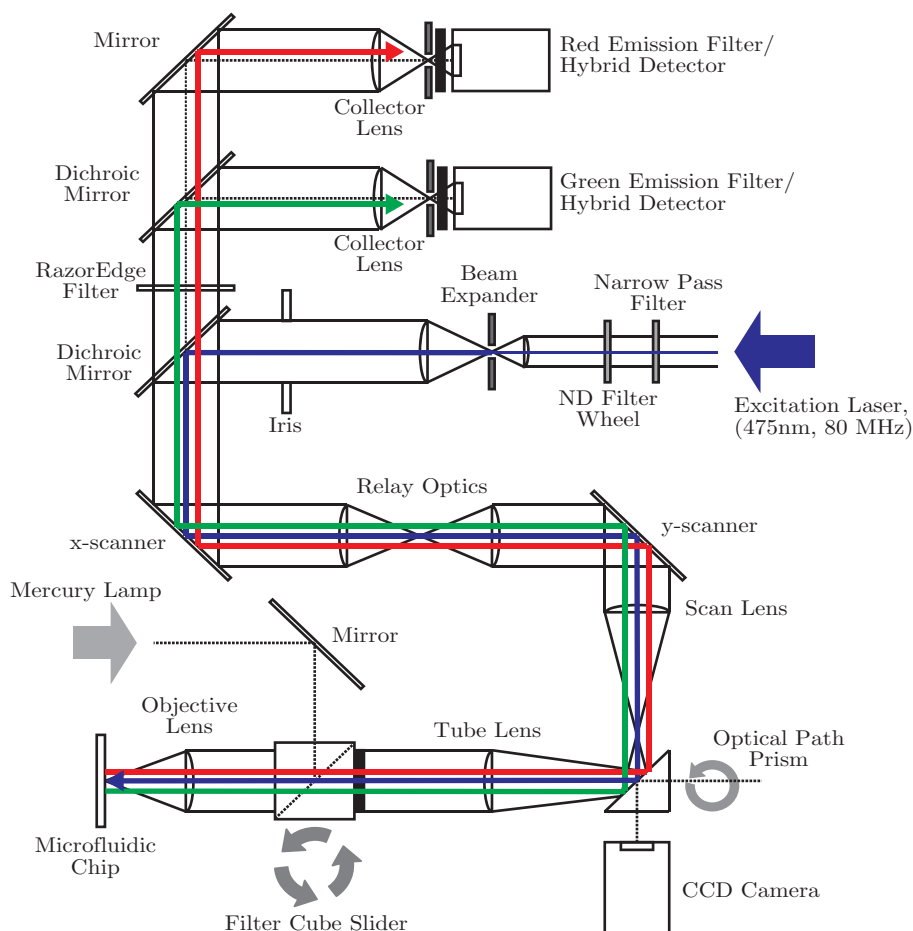 Mirror
Red Emission Filter/
Hybrid Detector
Collector
Lens
Dichroic
Mirror
Green Emission Filter/
Hybrid Detector
Collector
Lens
RazorEdge
Filter
Beam
Expander
Narrow Pass
Filter
Dichroic
Mirror
Iris
ND Filter
Wheel
Excitation Laser,
(475nm, 80 MHz)
Relay Optics
x-scanner
y-scanner
Mercury Lamp
Scan Lens
Mirror
Objective
Lens
Tube Lens
Optical Path
Prism
Microfluidic
Chip
CCD Camera
Filter Cube Slider